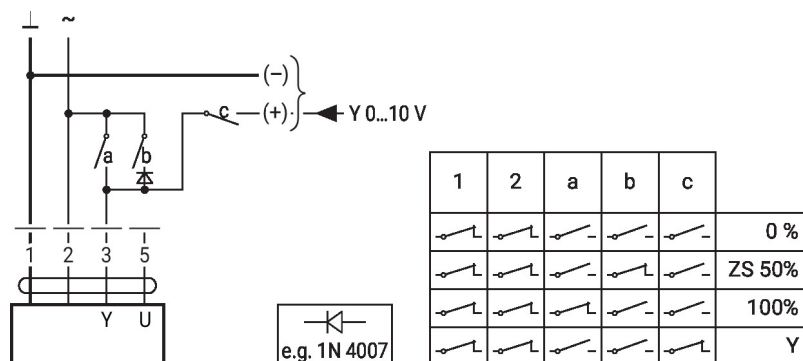 ⊥ ~
(–)
c (+) Y 0...10 V
a b
1 2 3 5
Y U
e.g. 1N 4007
1 2 a b c
0 %
ZS 50%
100%
Y